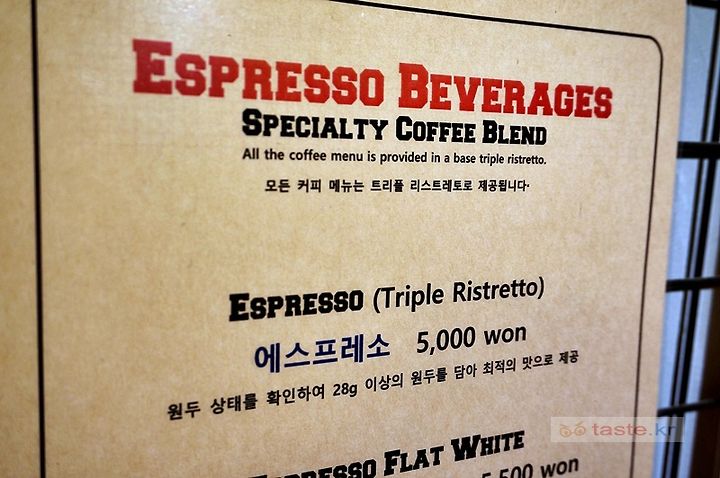 ESPRESSO BEVERAGES
SPECIALTY COFFEE BLEND
All the coffee menu is provided in a base triple ristretto.
모든 커피 메뉴는 트리플 리스트레토로 제공됩니다.
ESPRESSO (Triple Ristretto)
에스프레소 5,000 won
원두 상태를 확인하여 28g 이상의 원두를 담아 최적의 맛으로 제공
ESPRESSO FLAT WHITE
5,500 won
taste.kr